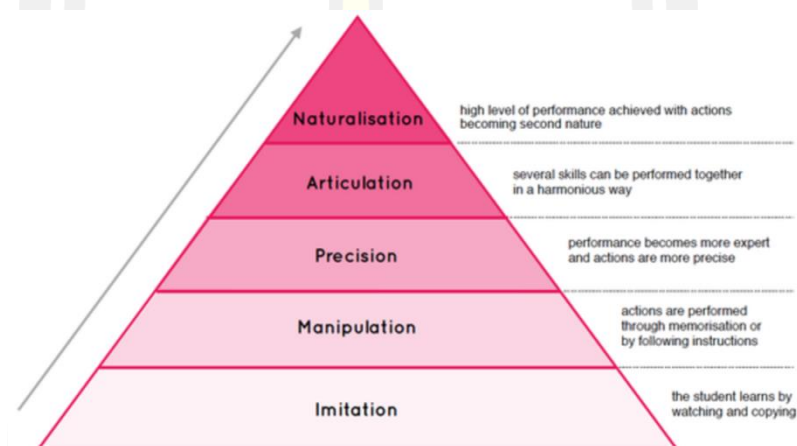 Naturalisation
high level of performance achieved with actions
becoming second nature
Articulation
several skills can be performed together
in a harmonious way
Precision
performance becomes more expert
and actions are more precise
Manipulation
actions are performed
through memorisation or
by following instructions
Imitation
the student learns by
watching and copying